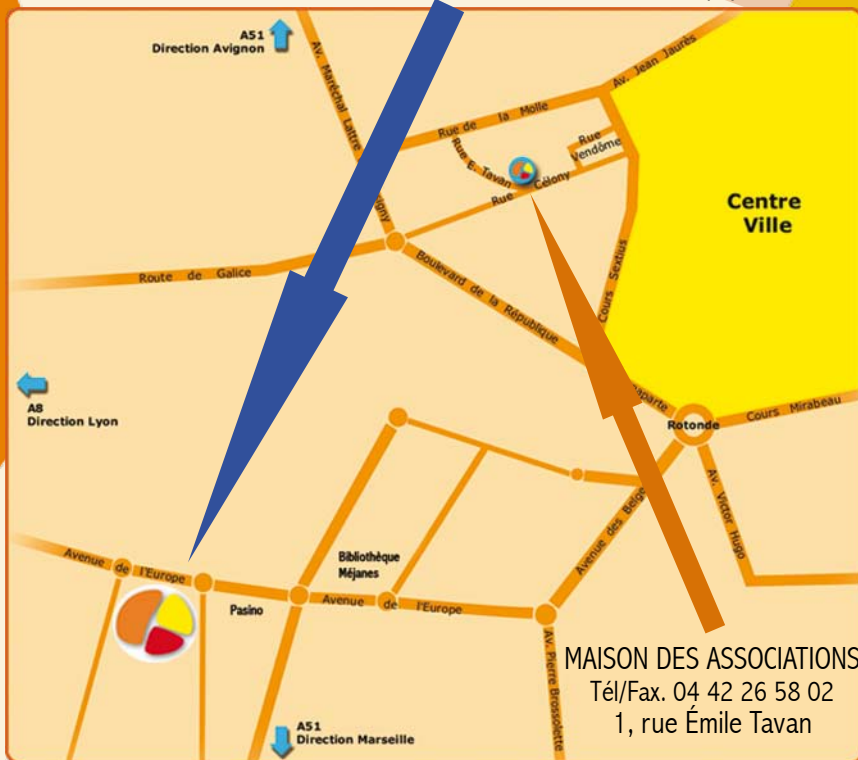 A51
Direction Avignon
Av. Maréchal Lattre
igny
Av. Jean Jaurès
Rue de la Molle
Rue E. Tavan
Rue
Vendôme
Rue Célony
Centre
Ville
Route de Galice
Boulevard de la République
Cours Sextius
A8
Direction Lyon
aparte
Rotonde
Cours Mirabeau
Av. Victor Hugo
Avenue des Belge
Avenue de l'Europe
Bibliothèque
Méjanes
Pasino
Avenue de l'Europe
Av. Pierre Brossolette
MAISON DES ASSOCIATIONS
Tél/Fax. 04 42 26 58 02
1, rue Émile Tavan
A51
Direction Marseille